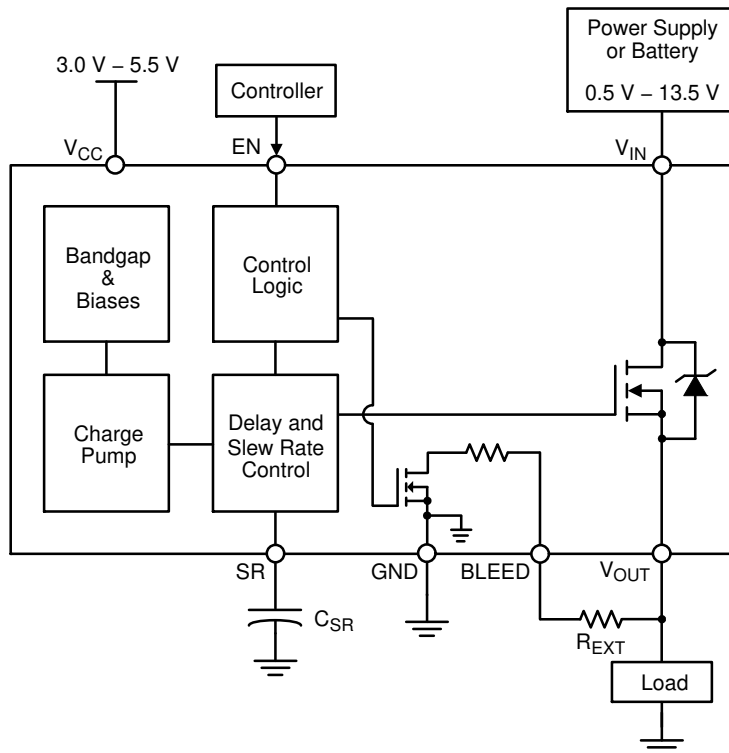 Power Supply
or Battery
0.5 V – 13.5 V
3.0 V – 5.5 V
Controller
VCC
EN
VIN
Bandgap
&
Biases
Control
Logic
Charge
Pump
Delay and
Slew Rate
Control
SR
GND
BLEED
VOUT
CSR
REXT
Load